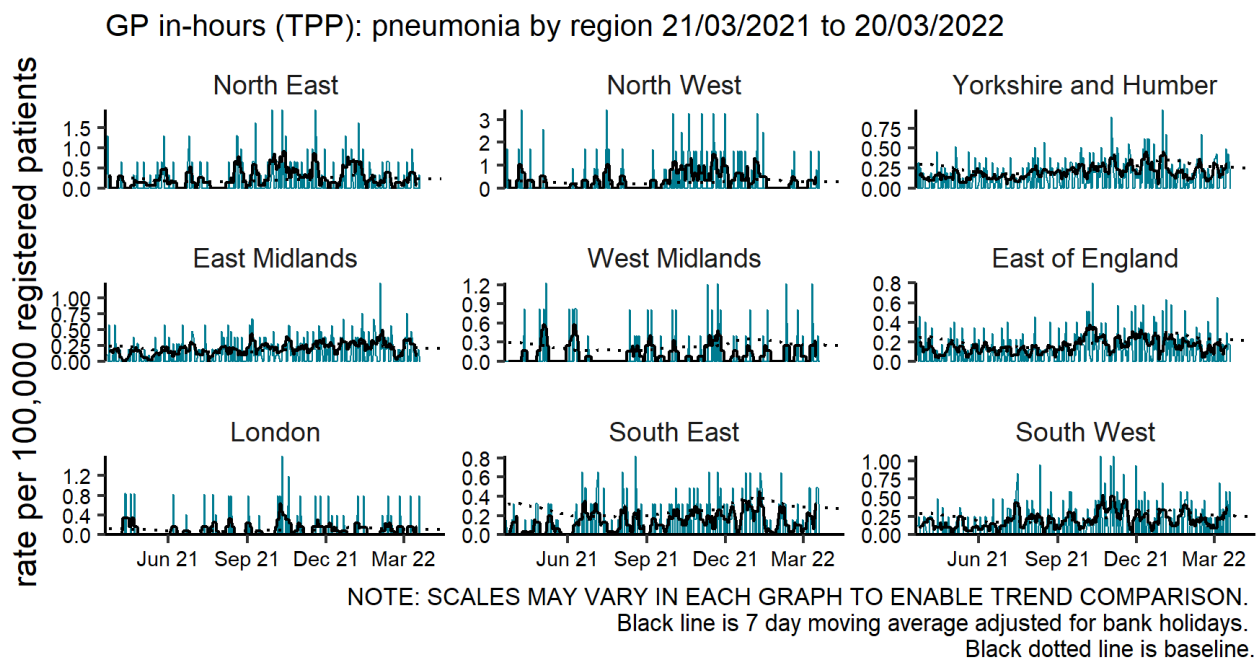 GP in-hours (TPP): pneumonia by region 21/03/2021 to 20/03/2022
rate per 100,000 registered patients
North East
1.5
1.0
0.5
0.0
North West
3
2
1
0
Yorkshire and Humber
0.75
0.50
0.25
0.00
East Midlands
1.00
0.75
0.50
0.25
0.00
West Midlands
1.2
0.9
0.6
0.3
0.0
East of England
0.8
0.6
0.4
0.2
0.0
London
1.2
0.8
0.4
0.0
Jun 21 Sep 21 Dec 21 Mar 22
South East
0.8
0.6
0.4
0.2
0.0
Jun 21 Sep 21 Dec 21 Mar 22
South West
1.00
0.75
0.50
0.25
0.00
Jun 21 Sep 21 Dec 21 Mar 22
NOTE: SCALES MAY VARY IN EACH GRAPH TO ENABLE TREND COMPARISON.
Black line is 7 day moving average adjusted for bank holidays.
Black dotted line is baseline.